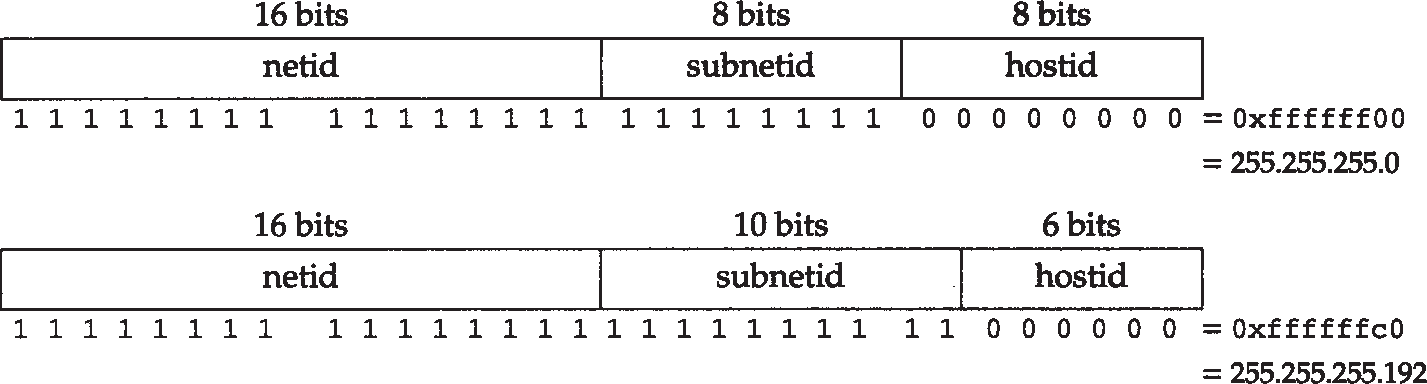 16 bits 8 bits 8 bits
netid subnetid hostid
1 1 1 1 1 1 1 1 1 1 1 1 1 1 1 1 1 1 1 1 1 1 1 1 0 0 0 0 0 0 0 0 = 0xffffff00
= 255.255.255.0
16 bits 10 bits 6 bits
netid subnetid hostid
1 1 1 1 1 1 1 1 1 1 1 1 1 1 1 1 1 1 1 1 1 1 1 1 1 1 0 0 0 0 0 0 = 0xffffffc0
= 255.255.255.192